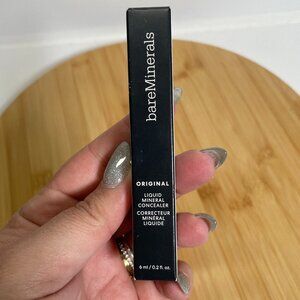 bareMinerals
ORIGINAL
LIQUID
MINERAL
CONCEALER
CORRECTEUR
MINÉRAL
LIQUIDE
6 ml / 0.2 fl. oz.